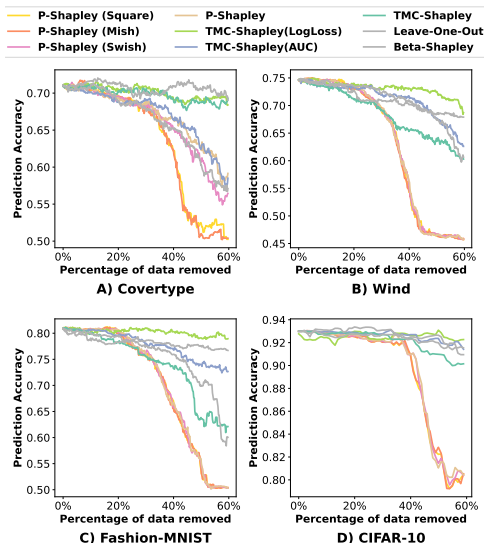 P-Shapley (Square) P-Shapley TMC-Shapley
P-Shapley (Mish) TMC-Shapley(LogLoss) Leave-One-Out
P-Shapley (Swish) TMC-Shapley(AUC) Beta-Shapley
Prediction Accuracy
0.70
0.65
0.60
0.55
0.50
0% 20% 40% 60%
Percentage of data removed
A) Covertype
Prediction Accuracy
0.75
0.70
0.65
0.60
0.55
0.50
0.45
0% 20% 40% 60%
Percentage of data removed
B) Wind
Prediction Accuracy
0.80
0.75
0.70
0.65
0.60
0.55
0.50
0% 20% 40% 60%
Percentage of data removed
C) Fashion-MNIST
Prediction Accuracy
0.94
0.92
0.90
0.88
0.86
0.84
0.82
0.80
0% 20% 40% 60%
Percentage of data removed
D) CIFAR-10